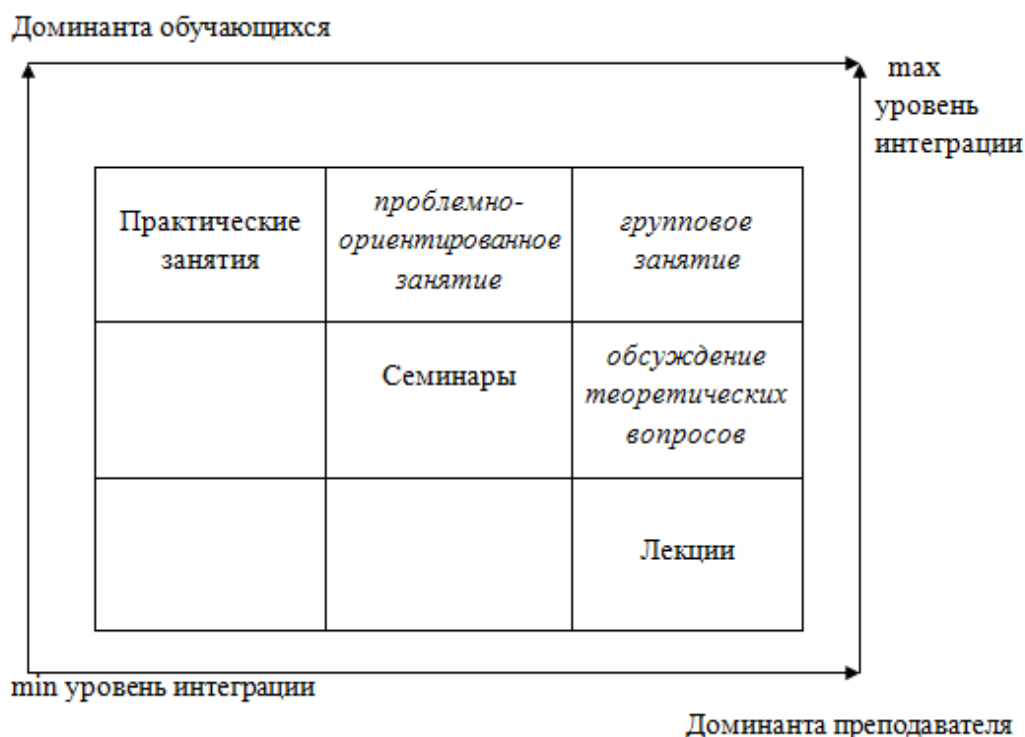 Доминанта обучающихся
max
уровень
интеграции
Практические
занятия
проблемно-
ориентированное
занятие
групповое
занятие
Семинары
обсуждение
теоретических
вопросов
Лекции
min уровень интеграции
Доминанта преподавателя